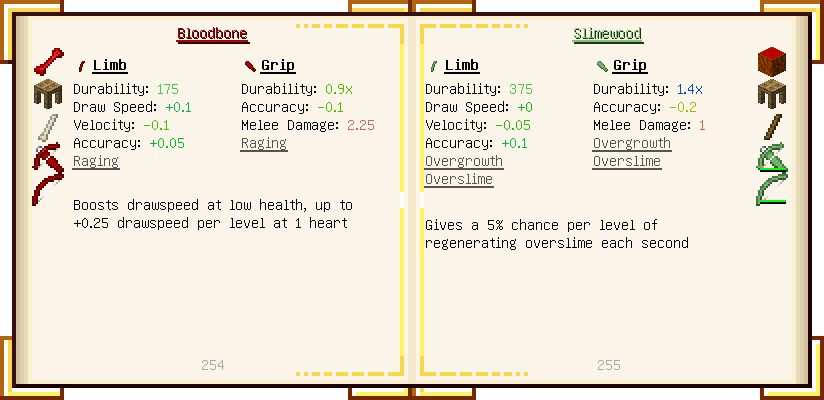 Bloodbone
Limb
Durability: 175
Draw Speed: +0.1
Velocity: -0.1
Accuracy: +0.05
Raging
Grip
Durability: 0.9x
Accuracy: -0.1
Melee Damage: 2.25
Raging
Boosts drawspeed at low health, up to
+0.25 drawspeed per level at 1 heart
254
Slimewood
Limb
Durability: 375
Draw Speed: +0
Velocity: -0.05
Accuracy: +0.1
Overgrowth
Overslime
Grip
Durability: 1.4x
Accuracy: -0.2
Melee Damage: 1
Overgrowth
Overslime
Gives a 5% chance per level of
regenerating overslime each second
255